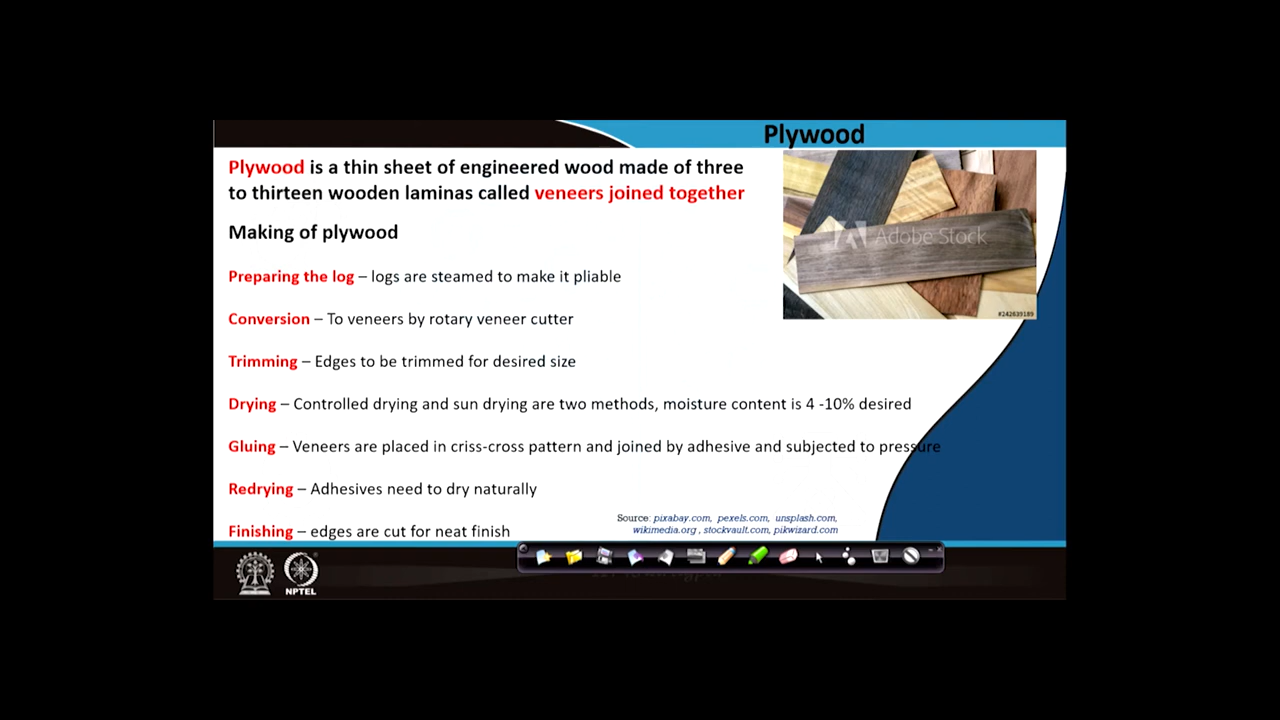 Plywood
Plywood is a thin sheet of engineered wood made of three
to thirteen wooden laminas called veneers joined together
Adobe Stock
#242639189
Making of plywood
Preparing the log – logs are steamed to make it pliable
Conversion – To veneers by rotary veneer cutter
Trimming – Edges to be trimmed for desired size
Drying – Controlled drying and sun drying are two methods, moisture content is 4 -10% desired
Gluing – Veneers are placed in criss-cross pattern and joined by adhesive and subjected to pressure
Redrying – Adhesives need to dry naturally
Finishing – edges are cut for neat finish
Source: pixabay.com, pexels.com, unsplash.com,
wikimedia.org , stockvault.com, pikwizard.com
NPTEL